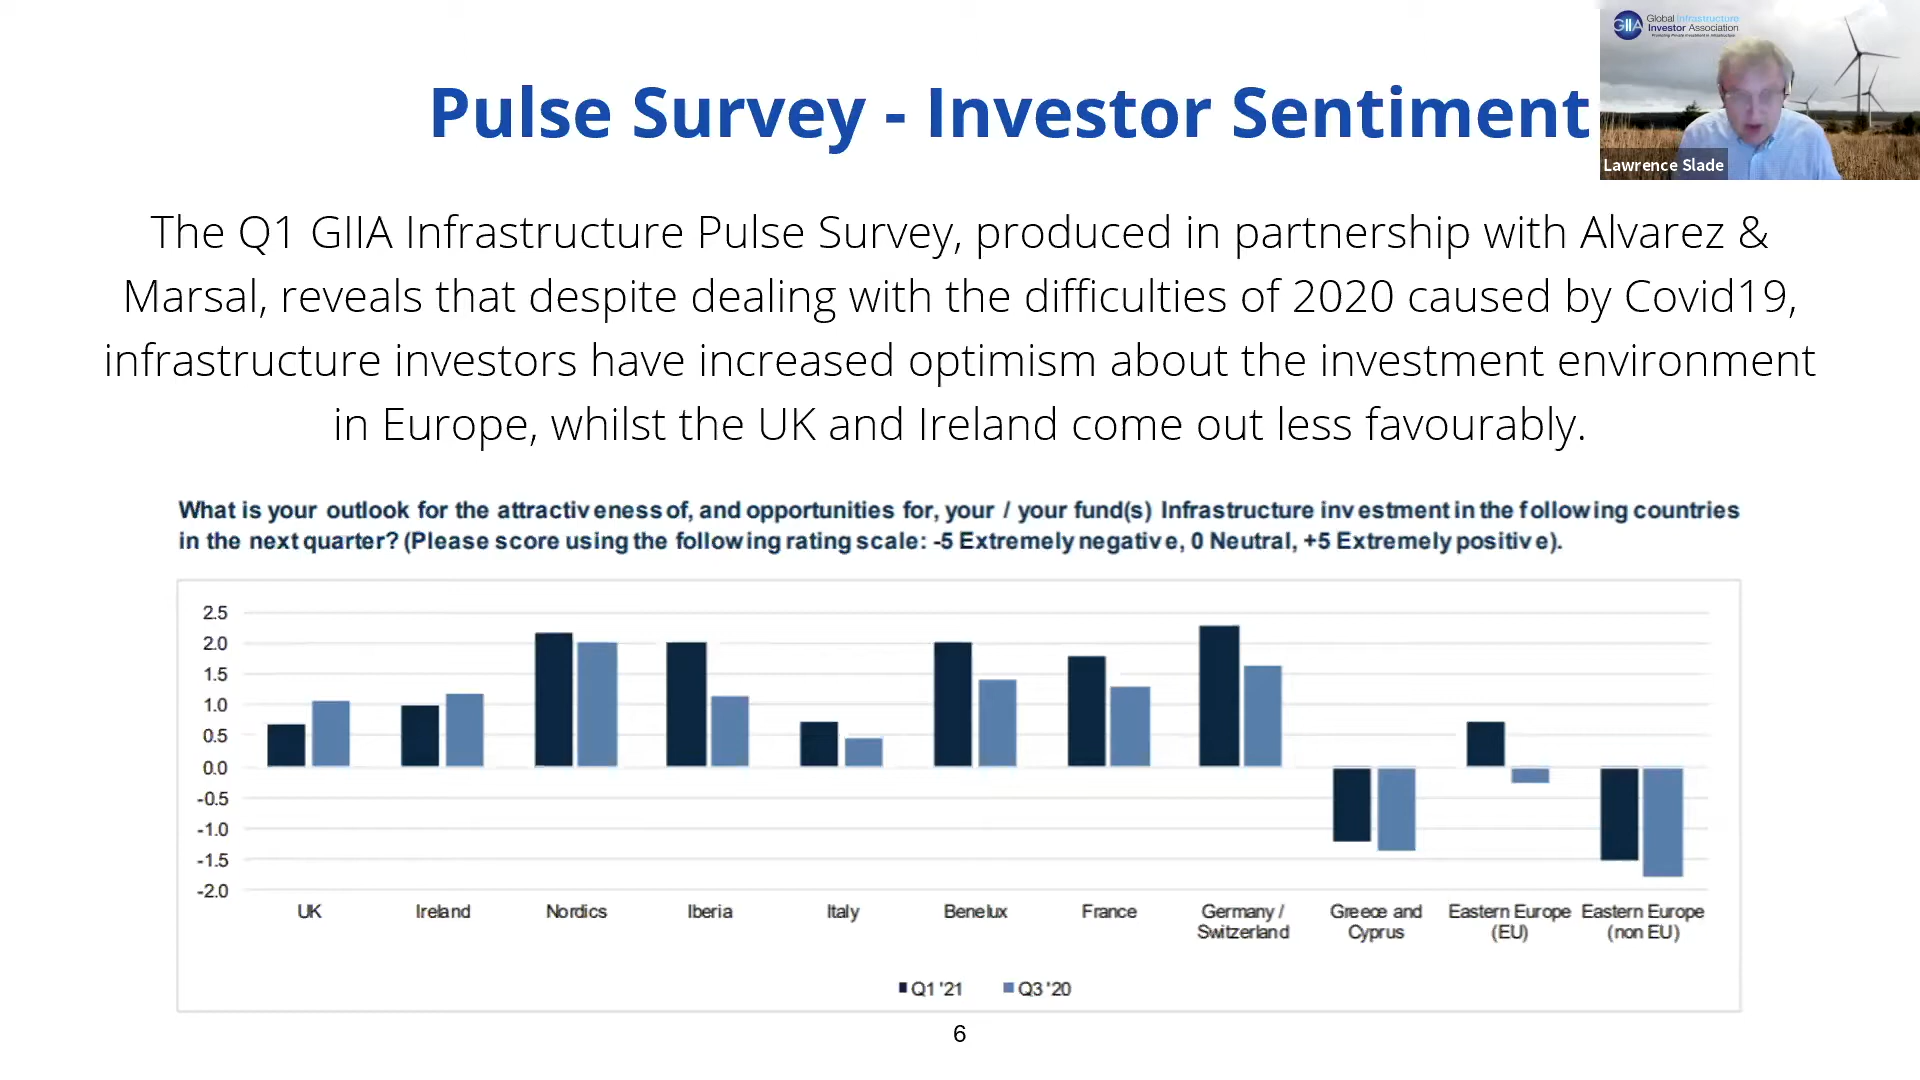 GIIA Global Infrastructure
Investor Association
Pulse Survey - Investor Sentiment
Lawrence Slade
The Q1 GIIA Infrastructure Pulse Survey, produced in partnership with Alvarez &
Marsal, reveals that despite dealing with the difficulties of 2020 caused by Covid19,
infrastructure investors have increased optimism about the investment environment
in Europe, whilst the UK and Ireland come out less favourably.
What is your outlook for the attractiveness of, and opportunities for, your / your fund(s) Infrastructure investment in the following countries
in the next quarter? (Please score using the following rating scale: -5 Extremely negative, 0 Neutral, +5 Extremely positive).
2.5
2.0
1.5
1.0
0.5
0.0
-0.5
-1.0
-1.5
-2.0
UK Ireland Nordics Iberia Italy Benelux France Germany / Greece and Eastern Europe Eastern Europe
Switzerland Cyprus (EU) (non EU)
Q1 '21 Q3 '20
6